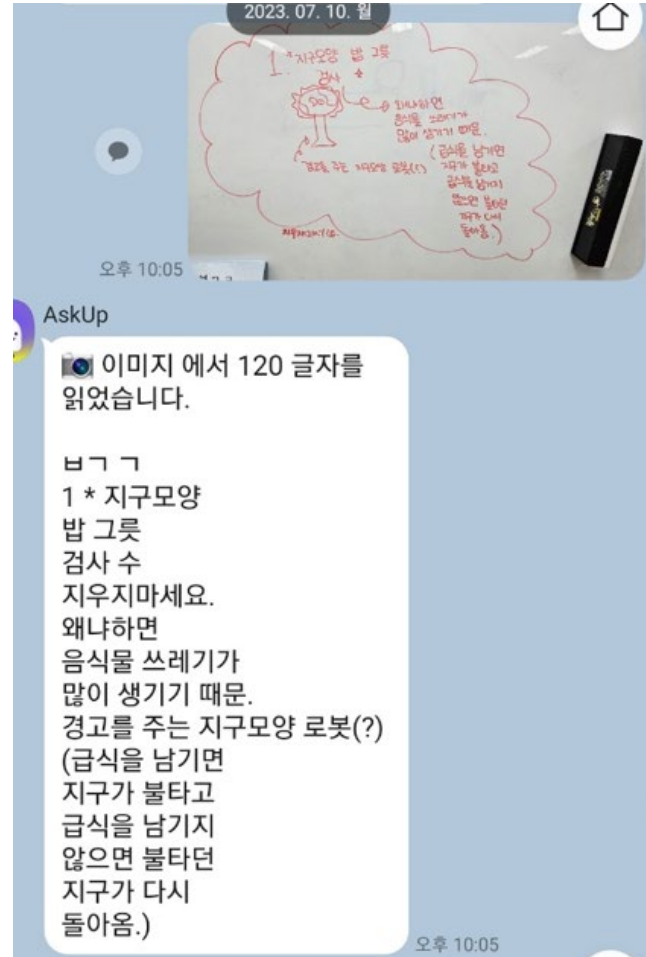 2023. 07. 10. 월
1 * 지구모양 밥 그릇
검사 *
왜냐하면
음식물 쓰레기가
많이 생기기 때문.
(급식을 남기면
지구가 불타고
급식을 남기지
않으면 불타던
지구가 다시
돌아옴.)
경고를 주는 지구모양 로봇(?)
지우지마시오.
오후 10:05
AskUp
이미지 에서 120 글자를
읽었습니다.
ㅂㄱ ㄱ
1 * 지구모양
밥 그릇
검사 수
지우지마세요.
왜냐하면
음식물 쓰레기가
많이 생기기 때문.
경고를 주는 지구모양 로봇(?)
(급식을 남기면
지구가 불타고
급식을 남기지
않으면 불타던
지구가 다시
돌아옴.)
오후 10:05